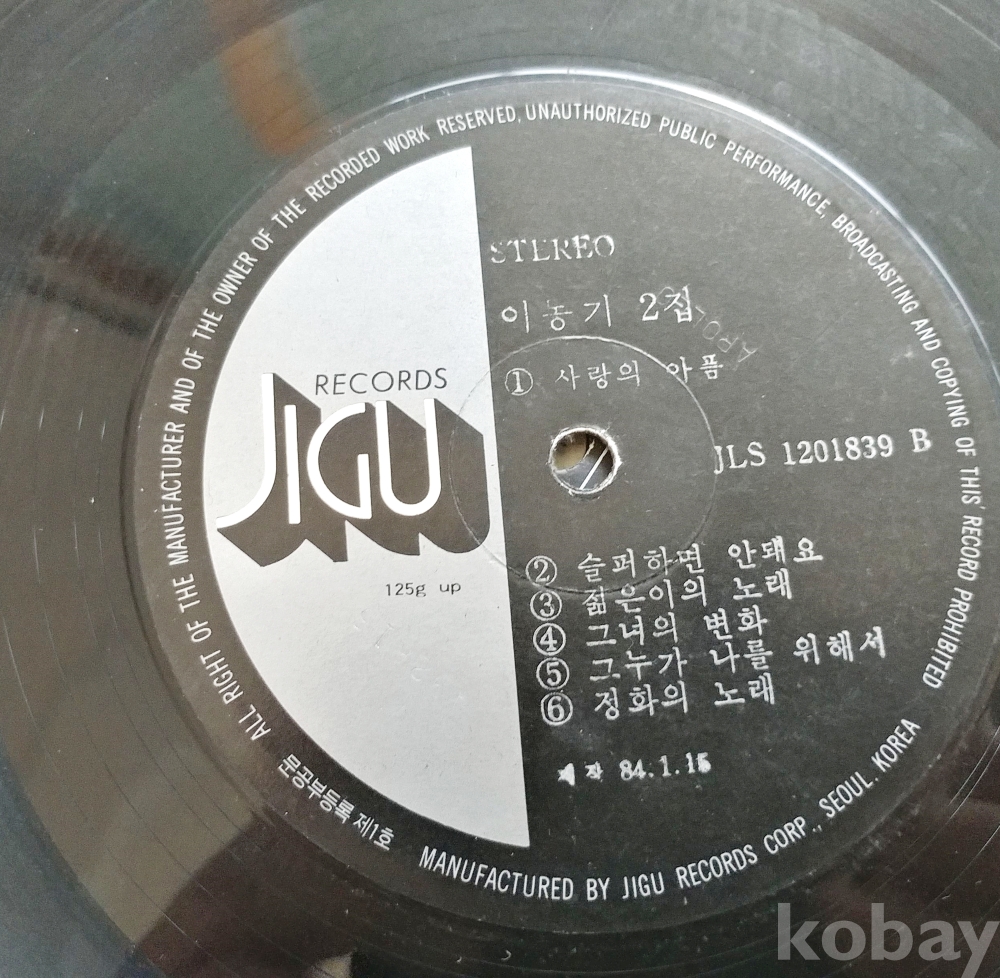 STEREO
이농기 2집
① 사랑의 아픔
JLS 1201839 B
② 슬퍼하면 안돼요
③ 젊은이의 노래
④ 그녀의 변화
⑤ 그누가 나를 위해서
⑥ 정화의 노래
제작 84.1.15
RECORDS
JIGU
125g up
ALL RIGHT OF THE MANUFACTURER AND OF THE OWNER OF THE RECORDED WORK RESERVED, UNAUTHORIZED PUBLIC PERFORMANCE, BROADCASTING AND COPYING OF THIS RECORD PROHIBITED
문공부등록 제1호
MANUFACTURED BY JIGU RECORDS CORP., SEOUL. KOREA
kobay